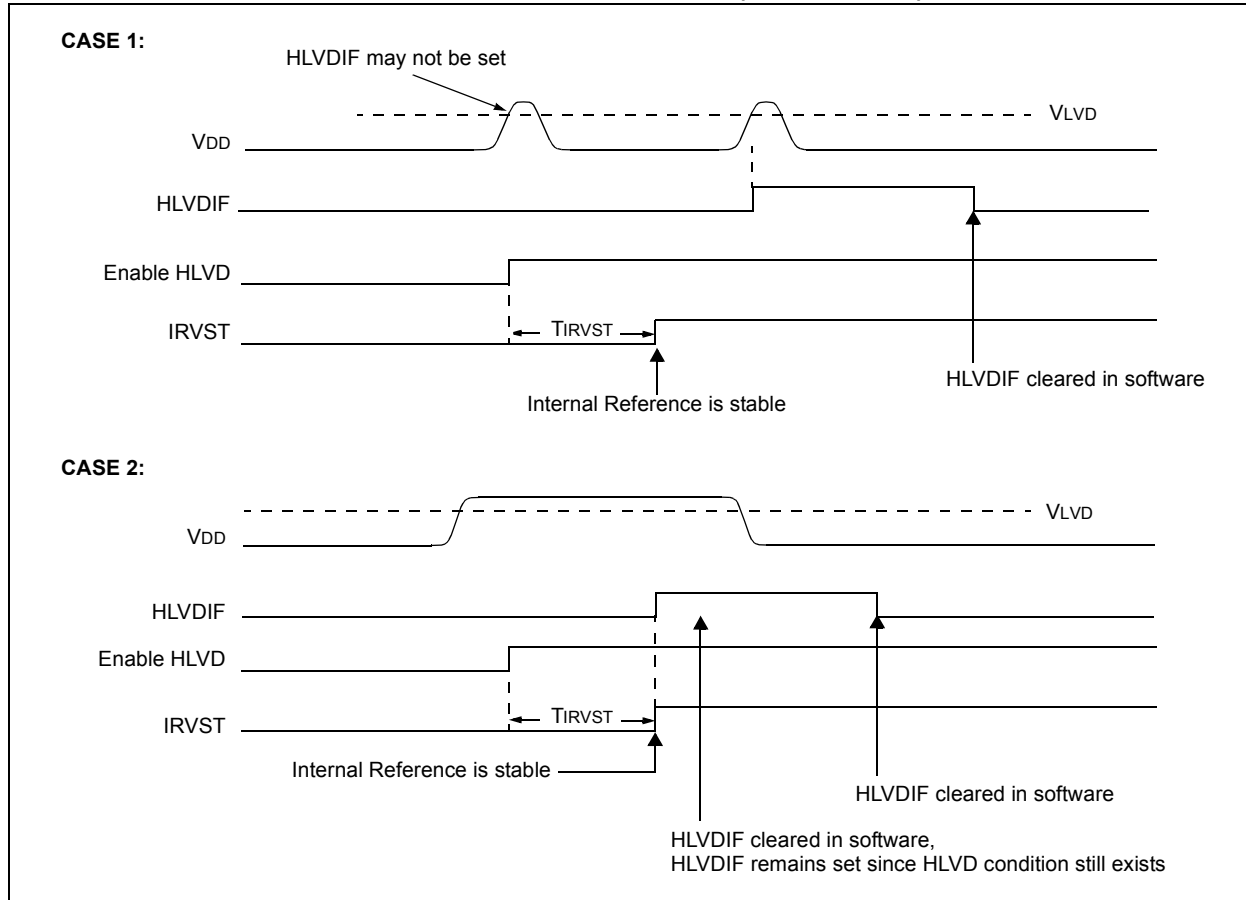 CASE 1:
HLVDIF may not be set
VLVD
VDD
HLVDIF
Enable HLVD
IRVST
TIRVST
HLVDIF cleared in software
Internal Reference is stable
CASE 2:
VLVD
VDD
HLVDIF
Enable HLVD
IRVST
TIRVST
Internal Reference is stable
HLVDIF cleared in software
HLVDIF cleared in software,
HLVDIF remains set since HLVD condition still exists